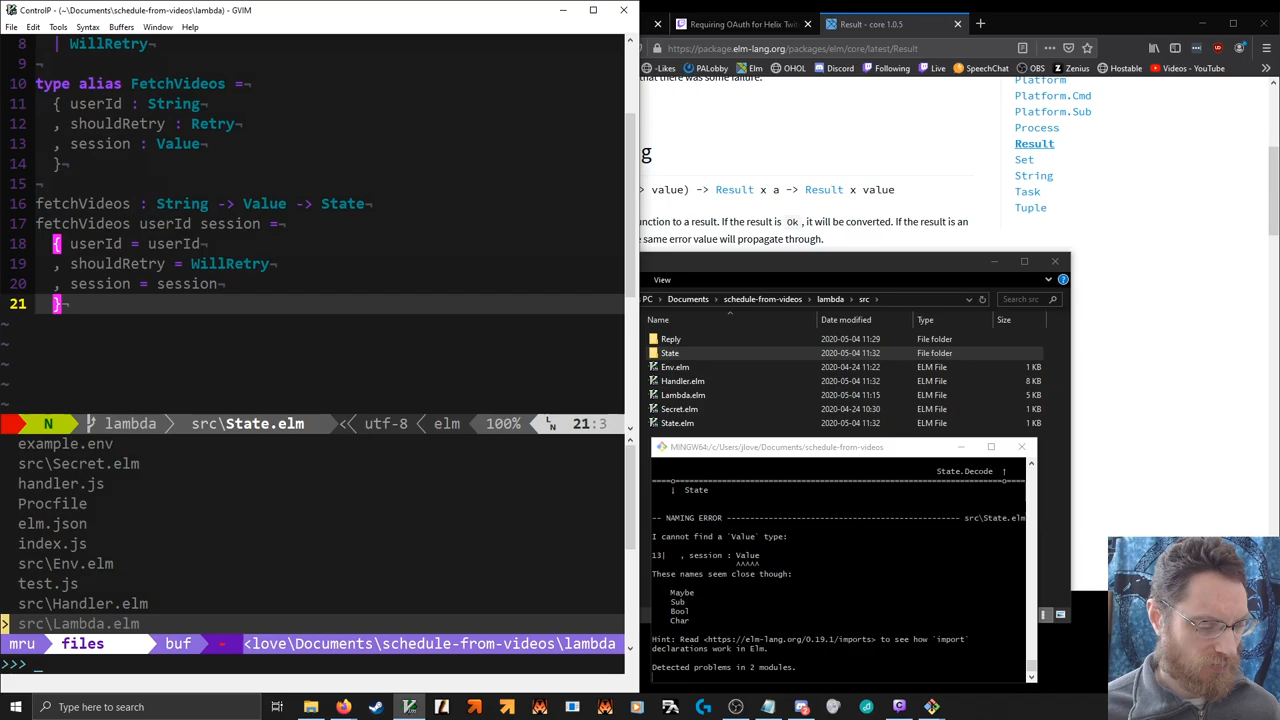 ControlP - (~\Documents\schedule-from-videos\lambda) - GVIM
File Edit Tools Syntax Buffers Window Help
8 | WillRetry¬
9 ¬
10 type alias FetchVideos =¬
11 { userId : String¬
12 , shouldRetry : Retry¬
13 , session : Value¬
14 }¬
15 ¬
16 fetchVideos : String -> Value -> State¬
17 fetchVideos userId session =¬
18 { userId = userId¬
19 , shouldRetry = WillRetry¬
20 , session = session¬
21 }¬
~
~
~
~
~
N lambda src\State.elm utf-8 elm 100% LN 21:3
example.env
src\Secret.elm
handler.js
Procfile
elm.json
index.js
src\Env.elm
test.js
src\Handler.elm
> src\Lambda.elm
mru files buf - <love\Documents\schedule-from-videos\lambda
>>> _
Requiring OAuth for Helix Twi
Result - core 1.0.5
https://package.elm-lang.org/packages/elm/core/latest/Result
-Likes PALobby Elm OHOL Discord Following Live SpeechChat OBS Zenius Hostable Videos - YouTube
that there was some failure.
g
> value) -> Result x a -> Result x value
unction to a result. If the result is Ok, it will be converted. If the result is an
e same error value will propagate through.
Platform
Platform.Cmd
Platform.Sub
Process
Result
Set
String
Task
Tuple
View
PC Documents schedule-from-videos lambda src
Search src
Name Date modified Type Size
Reply 2020-05-04 11:29 File folder
State 2020-05-04 11:32 File folder
Env.elm 2020-04-24 11:22 ELM File 1 KB
Handler.elm 2020-05-04 11:32 ELM File 8 KB
Lambda.elm 2020-05-04 11:15 ELM File 5 KB
Secret.elm 2020-04-24 10:30 ELM File 1 KB
State.elm 2020-05-04 11:32 ELM File 1 KB
MINGW64:/c/Users/jlove/Documents/schedule-from-videos
State.Decode ↑
====o======================================================o====
↓ State
-- NAMING ERROR ------------------------------------------- src\State.elm
I cannot find a `Value` type:
13| , session : Value
^^^^^
These names seem close though:
Maybe
Sub
Bool
Char
Hint: Read <https://elm-lang.org/0.19.1/imports> to see how `import`
declarations work in Elm.
Detected problems in 2 modules.
Type here to search